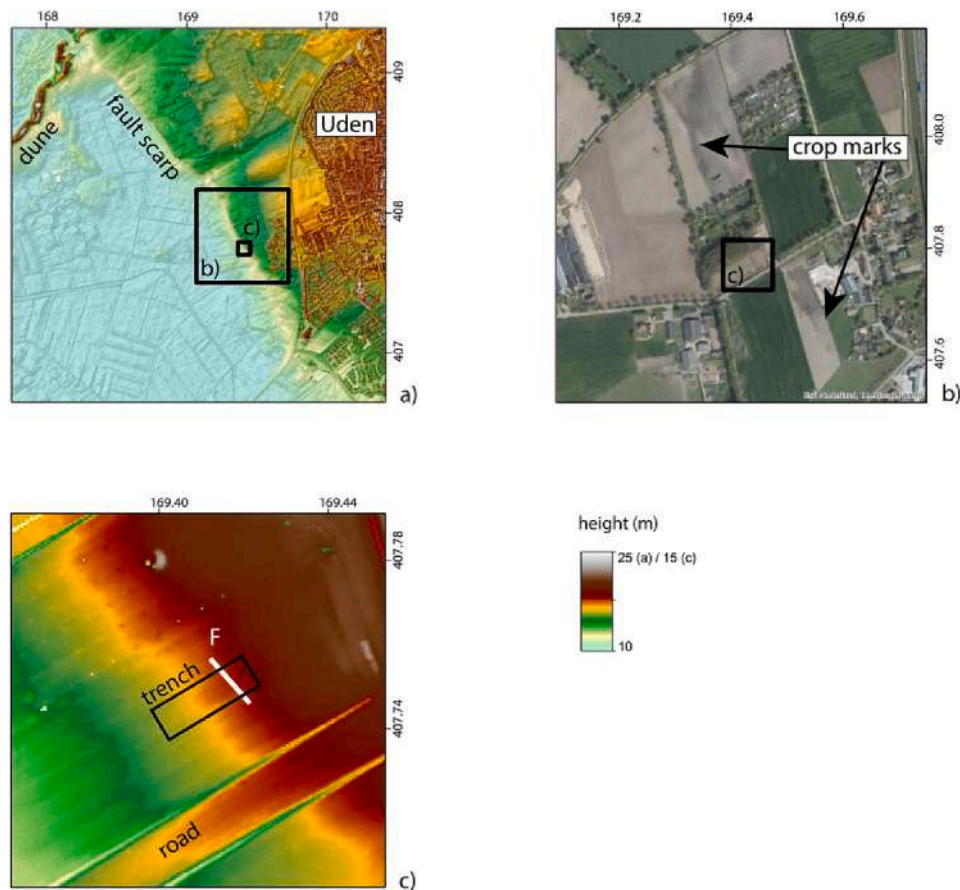 168 169 170
409
408
407
Uden
dune
fault scarp
b)
c)
a)
169.2 169.4 169.6
408.0
407.8
407.6
crop marks
c)
b)
169.40 169.44
407.78
407.74
F
trench
road
c)
height (m)
25 (a) / 15 (c)
10